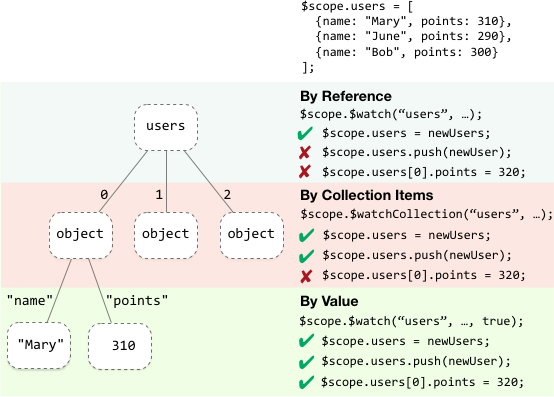 $scope.users = [
{name: "Mary", points: 310},
{name: "June", points: 290},
{name: "Bob", points: 300}
];
By Reference
$scope.$watch(“users”, …);
✔ $scope.users = newUsers;
✘ $scope.users.push(newUser);
✘ $scope.users[0].points = 320;
users
0 1 2
By Collection Items
$scope.$watchCollection(“users”, …);
✔ $scope.users = newUsers;
✔ $scope.users.push(newUser);
✘ $scope.users[0].points = 320;
object object object
"name" "points"
By Value
$scope.$watch(“users”, …, true);
✔ $scope.users = newUsers;
✔ $scope.users.push(newUser);
✔ $scope.users[0].points = 320;
"Mary" 310